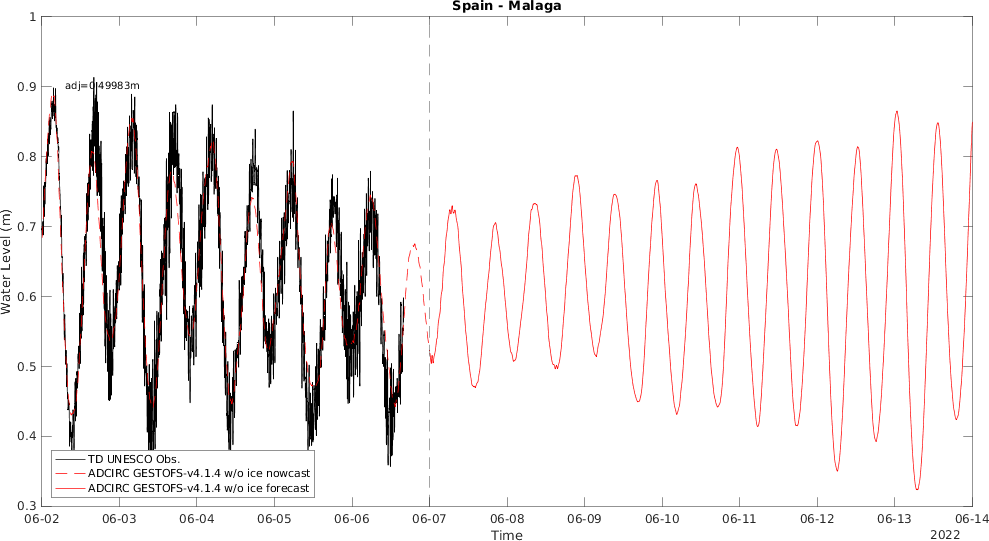 Spain - Malaga
1
0.9
0.8
0.7
0.6
0.5
0.4
0.3
Water Level (m)
adj=0.49983m
TD UNESCO Obs.
ADCIRC GESTOFS-v4.1.4 w/o ice nowcast
ADCIRC GESTOFS-v4.1.4 w/o ice forecast
06-02 06-03 06-04 06-05 06-06 06-07 06-08 06-09 06-10 06-11 06-12 06-13 06-14
Time
2022